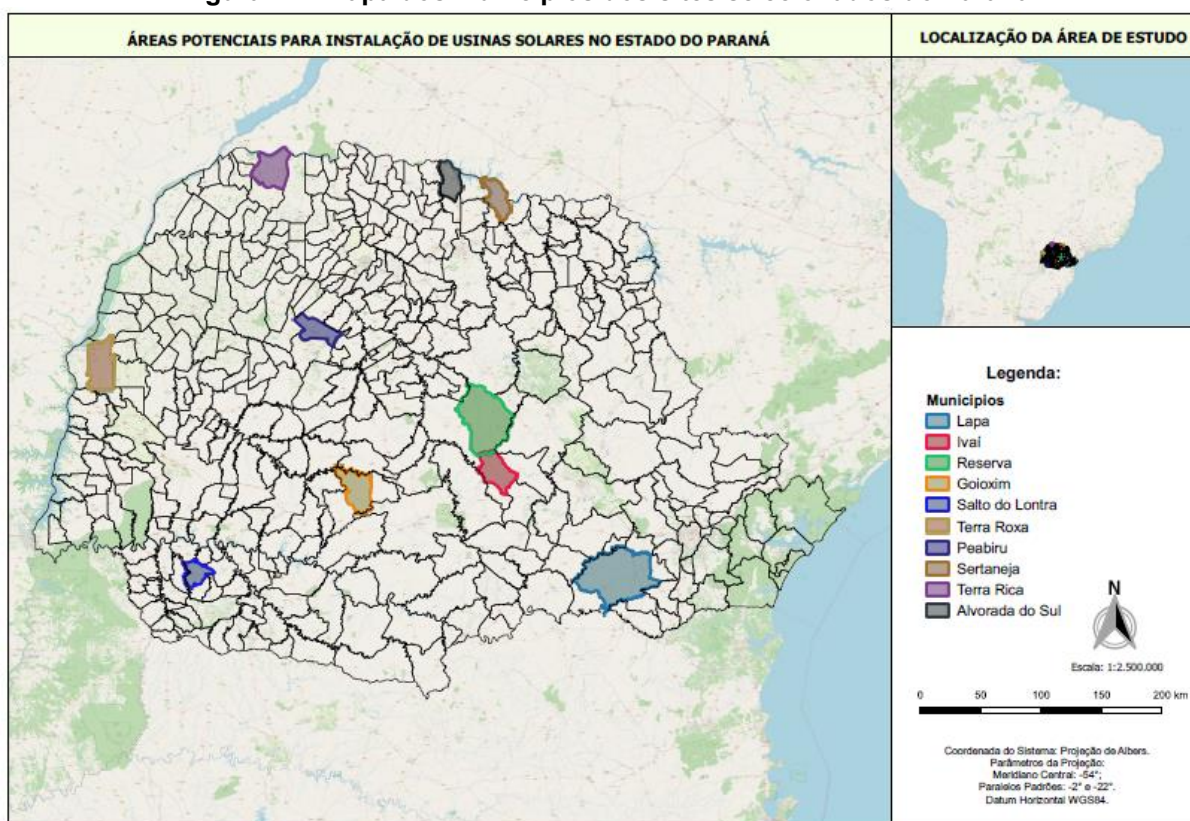 ÁREAS POTENCIAIS PARA INSTALAÇÃO DE USINAS SOLARES NO ESTADO DO PARANÁ
LOCALIZAÇÃO DA ÁREA DE ESTUDO
Legenda:
Municipios
Lapa
Ivaí
Reserva
Goioxim
Salto do Lontra
Terra Roxa
Peabiru
Sertaneja
Terra Rica
Alvorada do Sul
N
Escala: 1:2.500.000
0 50 100 150 200 km
Coordenada do Sistema: Projeção de Albers.
Parâmetros da Projeção:
Meridiano Central: -54°;
Paralelos Padrões: -2° e -22°.
Datum Horizontal WGS84.